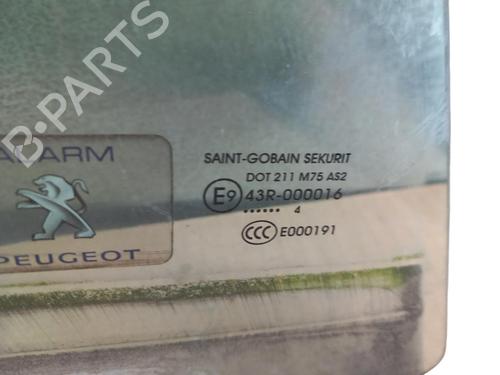 B-PARTS
ALARM
PEUGEOT
SAINT-GOBAIN SEKURIT
DOT 211 M75 AS2
E9 43R-000016
...... 4
CCC E000191